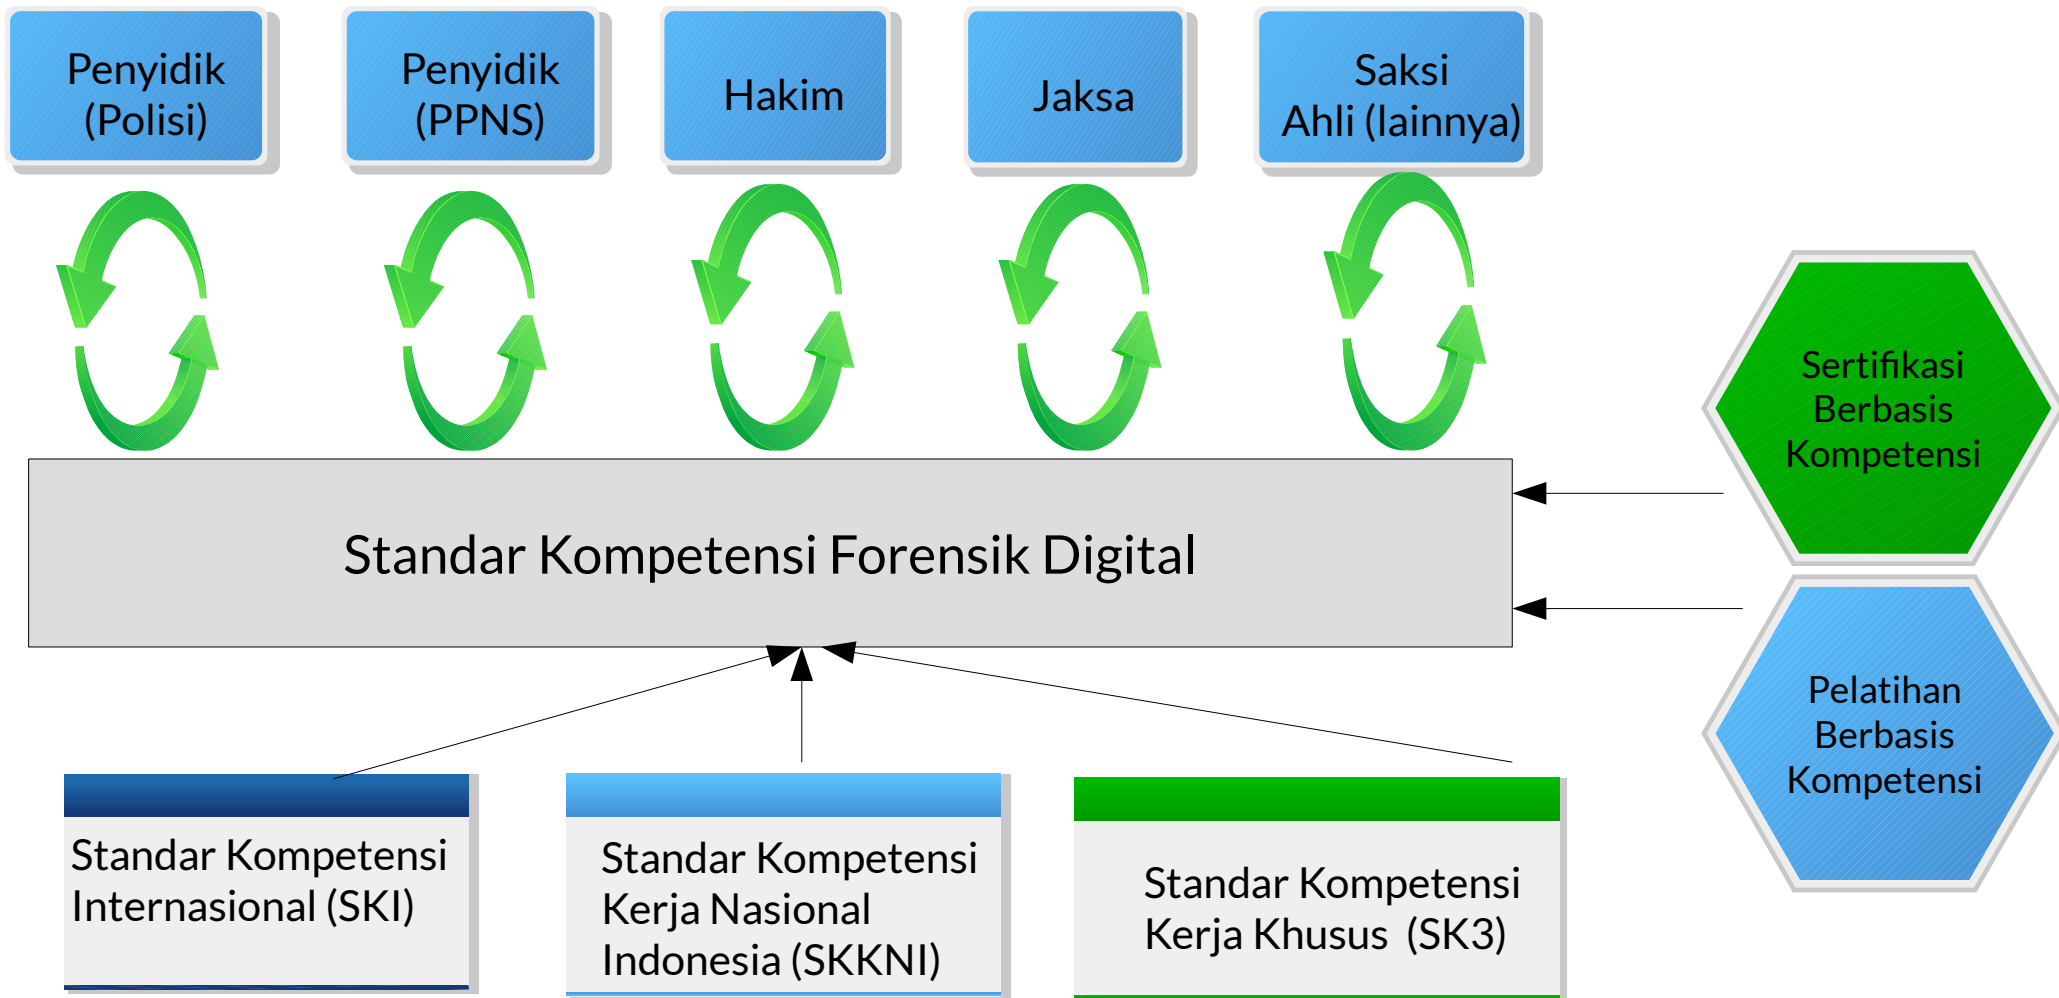 Penyidik
(Polisi)
Penyidik
(PPNS)
Hakim
Jaksa
Saksi
Ahli (lainnya)
Sertifikasi
Berbasis
Kompetensi
Standar Kompetensi Forensik Digital
Pelatihan
Berbasis
Kompetensi
Standar Kompetensi
Internasional (SKI)
Standar Kompetensi
Kerja Nasional
Indonesia (SKKNI)
Standar Kompetensi
Kerja Khusus  (SK3)